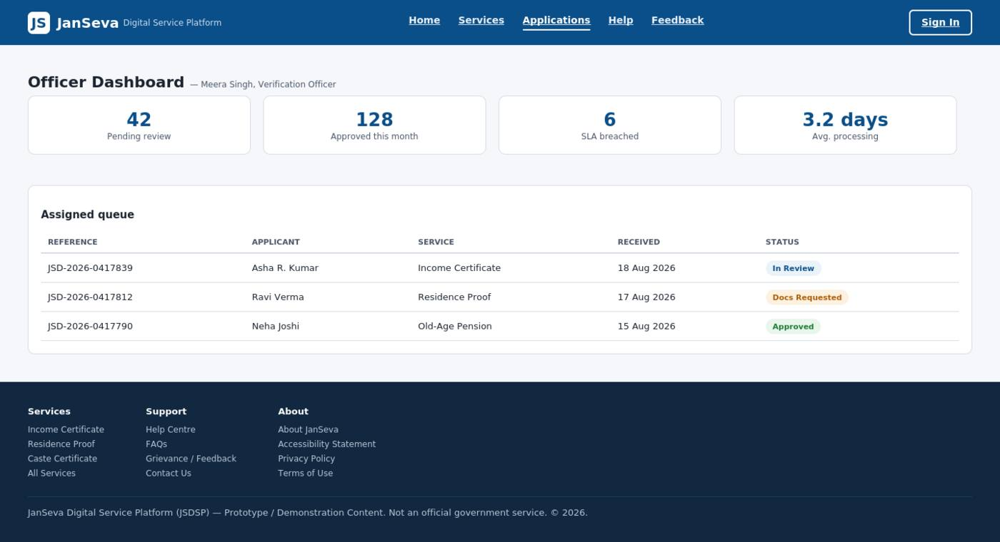 JS JanSeva Digital Service Platform Home Services Applications Help Feedback Sign In
Officer Dashboard — Meera Singh, Verification Officer
42 128 6 3.2 days
Pending review Approved this month SLA breached Avg. processing
Assigned queue
REFERENCE APPLICANT SERVICE RECEIVED STATUS
JSD-2026-0417839 Asha R. Kumar Income Certificate 18 Aug 2026 In Review
JSD-2026-0417812 Ravi Verma Residence Proof 17 Aug 2026 Docs Requested
JSD-2026-0417790 Neha Joshi Old-Age Pension 15 Aug 2026 Approved
Services Support About
Income Certificate Help Centre About JanSeva
Residence Proof FAQs Accessibility Statement
Caste Certificate Grievance / Feedback Privacy Policy
All Services Contact Us Terms of Use
JanSeva Digital Service Platform (JSDSP) — Prototype / Demonstration Content. Not an official government service. © 2026.